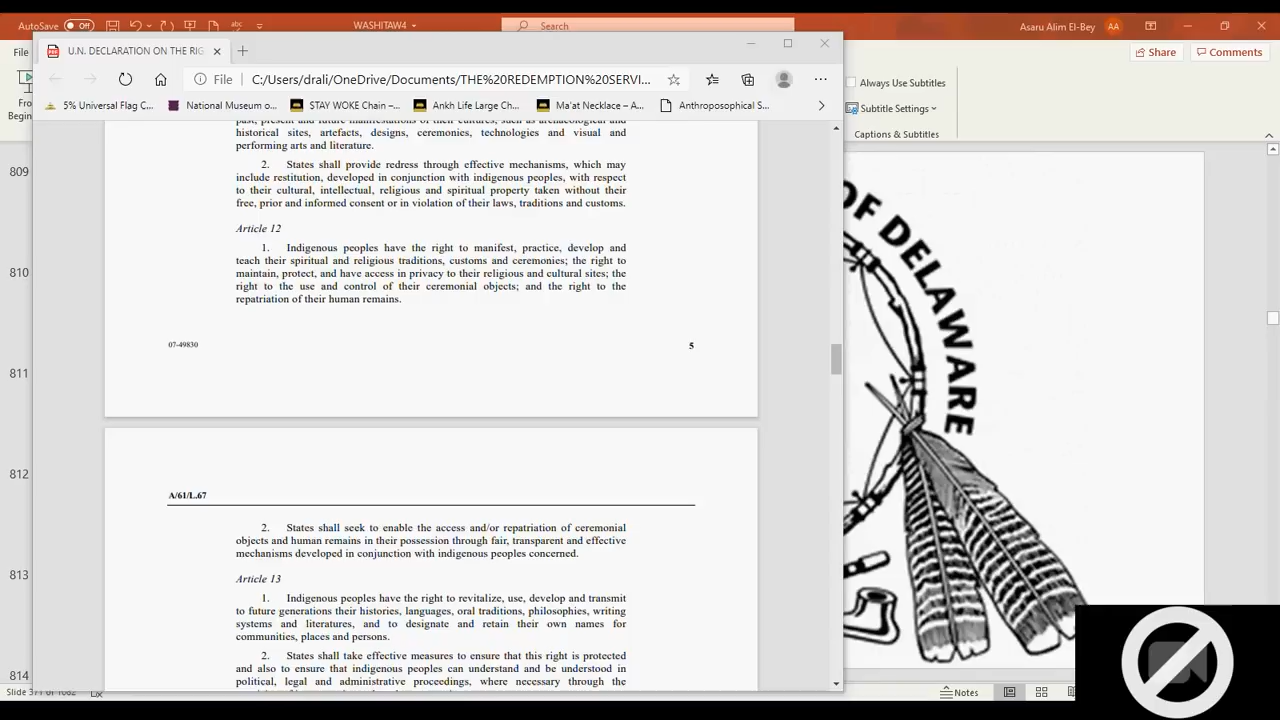 AutoSave Off
WASHITAW4
Search
Asaru Alim El-Bey AA
File
Share
Comments
U.N. DECLARATION ON THE RIG
File C:/Users/drali/OneDrive/Documents/THE%20REDEMPTION%20SERVI...
5% Universal Flag C...
National Museum o...
STAY WOKE Chain –...
Ankh Life Large Ch...
Ma'at Necklace – A...
Anthroposophical S...
Always Use Subtitles
Subtitle Settings
Captions & Subtitles
Begin
809
810
811
812
813
814
past, present and future manifestations of their cultures, such as archaeological and
historical sites, artefacts, designs, ceremonies, technologies and visual and
performing arts and literature.
2. States shall provide redress through effective mechanisms, which may
include restitution, developed in conjunction with indigenous peoples, with respect
to their cultural, intellectual, religious and spiritual property taken without their
free, prior and informed consent or in violation of their laws, traditions and customs.
Article 12
1. Indigenous peoples have the right to manifest, practice, develop and
teach their spiritual and religious traditions, customs and ceremonies; the right to
maintain, protect, and have access in privacy to their religious and cultural sites; the
right to the use and control of their ceremonial objects; and the right to the
repatriation of their human remains.
07-49830
5
A/61/L.67
2. States shall seek to enable the access and/or repatriation of ceremonial
objects and human remains in their possession through fair, transparent and effective
mechanisms developed in conjunction with indigenous peoples concerned.
Article 13
1. Indigenous peoples have the right to revitalize, use, develop and transmit
to future generations their histories, languages, oral traditions, philosophies, writing
systems and literatures, and to designate and retain their own names for
communities, places and persons.
2. States shall take effective measures to ensure that this right is protected
and also to ensure that indigenous peoples can understand and be understood in
political, legal and administrative proceedings, where necessary through the
OF DELAWARE
Notes